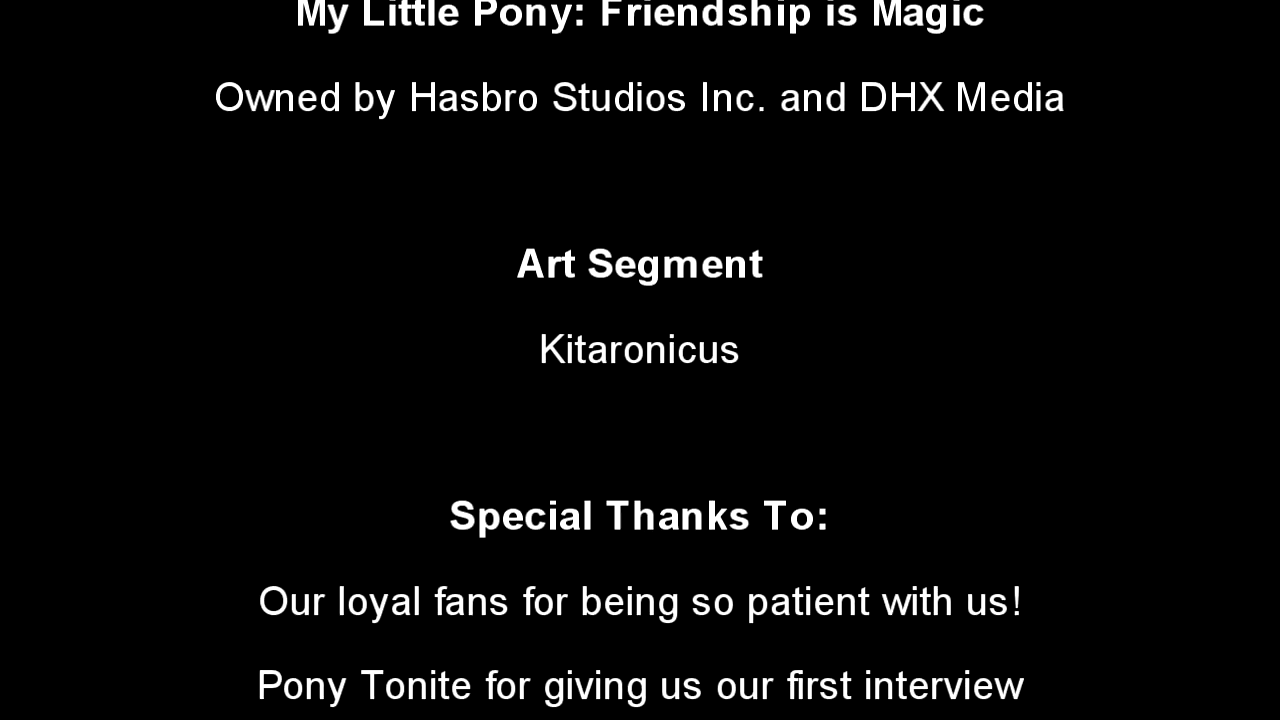 My Little Pony: Friendship is Magic
Owned by Hasbro Studios Inc. and DHX Media
Art Segment
Kitaronicus
Special Thanks To:
Our loyal fans for being so patient with us!
Pony Tonite for giving us our first interview